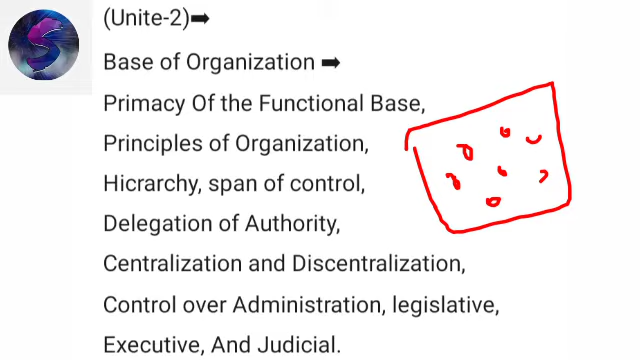 (Unite-2)➡
Base of Organization ➡
Primacy Of the Functional Base,
Principles of Organization,
Hicrarchy, span of control,
Delegation of Authority,
Centralization and Discentralization,
Control over Administration, legislative,
Executive, And Judicial.